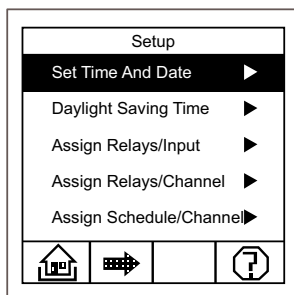 Setup
Set Time And Date
Daylight Saving Time
Assign Relays/Input
Assign Relays/Channel
Assign Schedule/Channel
?